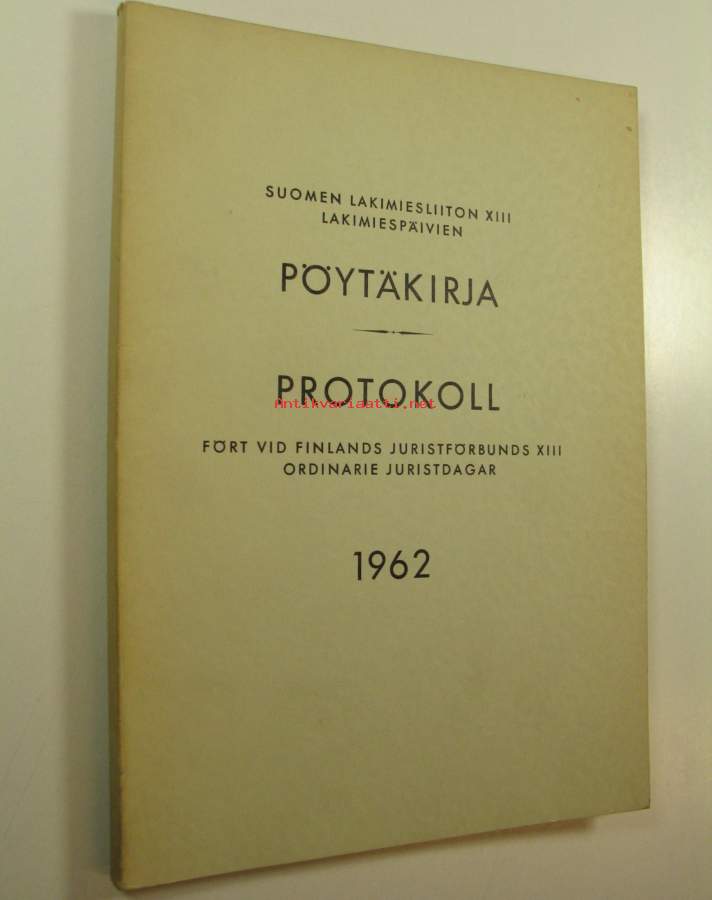 SUOMEN LAKIMIESLIITON XIII
LAKIMIESPÄIVIEN
PÖYTÄKIRJA
PROTOKOLL
Antikvariaatti.net
FÖRT VID FINLANDS JURISTFÖRBUNDS XIII
ORDINARIE JURISTDAGAR
1962